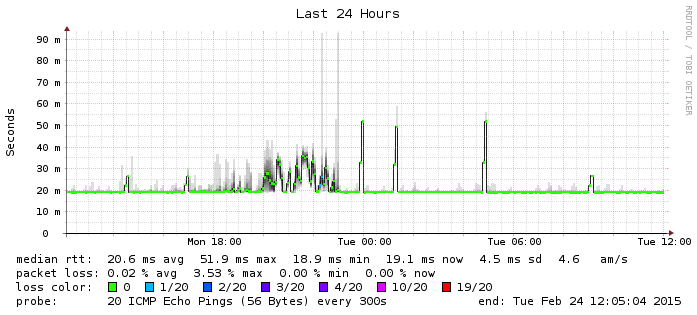 Last 24 Hours
RRDTOOL / TOBI OETIKER
Seconds
90 m
80 m
70 m
60 m
50 m
40 m
30 m
20 m
10 m
0
Mon 18:00 Tue 00:00 Tue 06:00 Tue 12:00
median rtt: 20.6 ms avg 51.9 ms max 18.9 ms min 19.1 ms now 4.5 ms sd 4.6 am/s
packet loss: 0.02 % avg 3.53 % max 0.00 % min 0.00 % now
loss color: 0 1/20 2/20 3/20 4/20 10/20 19/20
probe: 20 ICMP Echo Pings (56 Bytes) every 300s end: Tue Feb 24 12:05:04 2015